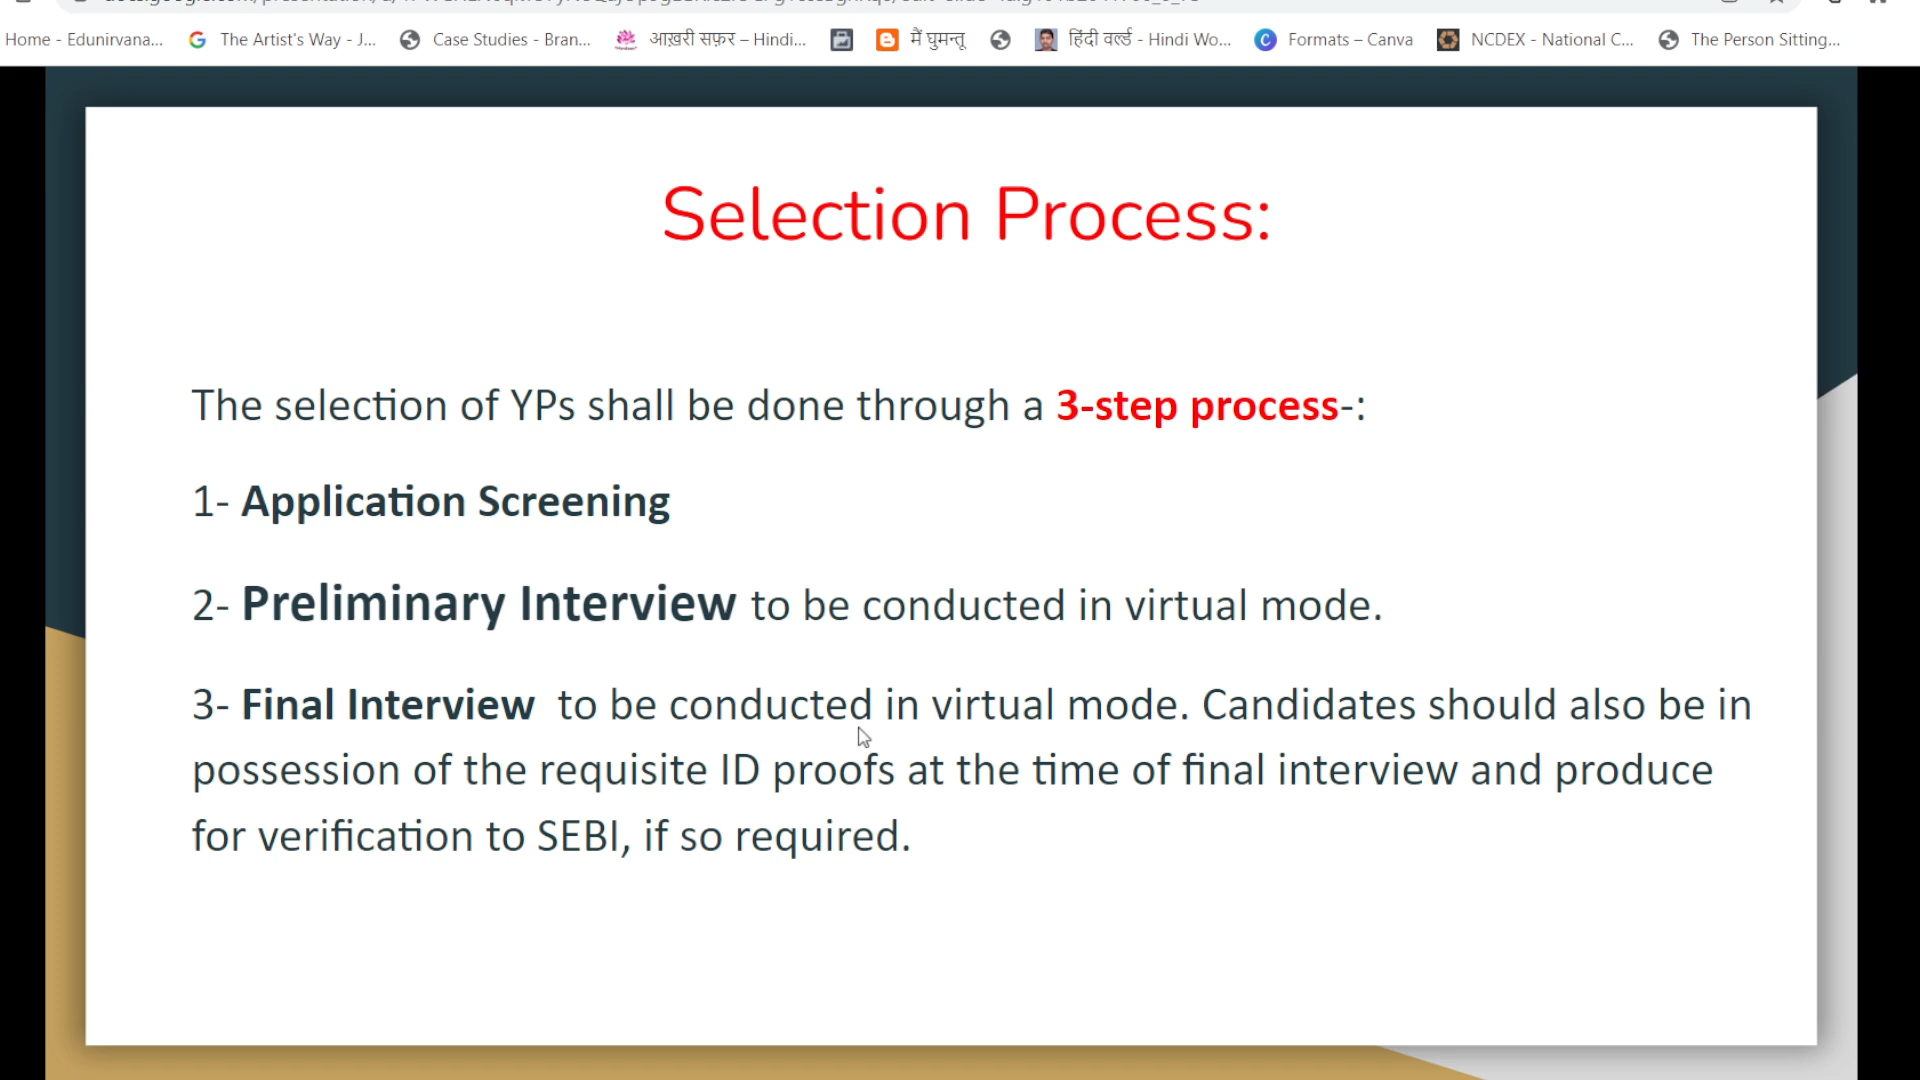 Home - Edunirvana... The Artist's Way - J... Case Studies - Bran... आख़री सफ़र – Hindi... मैं घुमन्तू हिंदी वर्ल्ड - Hindi Wo... Formats – Canva NCDEX - National C... The Person Sitting...
Selection Process:
The selection of YPs shall be done through a 3-step process-:
1- Application Screening
2- Preliminary Interview to be conducted in virtual mode.
3- Final Interview to be conducted in virtual mode. Candidates should also be in
possession of the requisite ID proofs at the time of final interview and produce
for verification to SEBI, if so required.